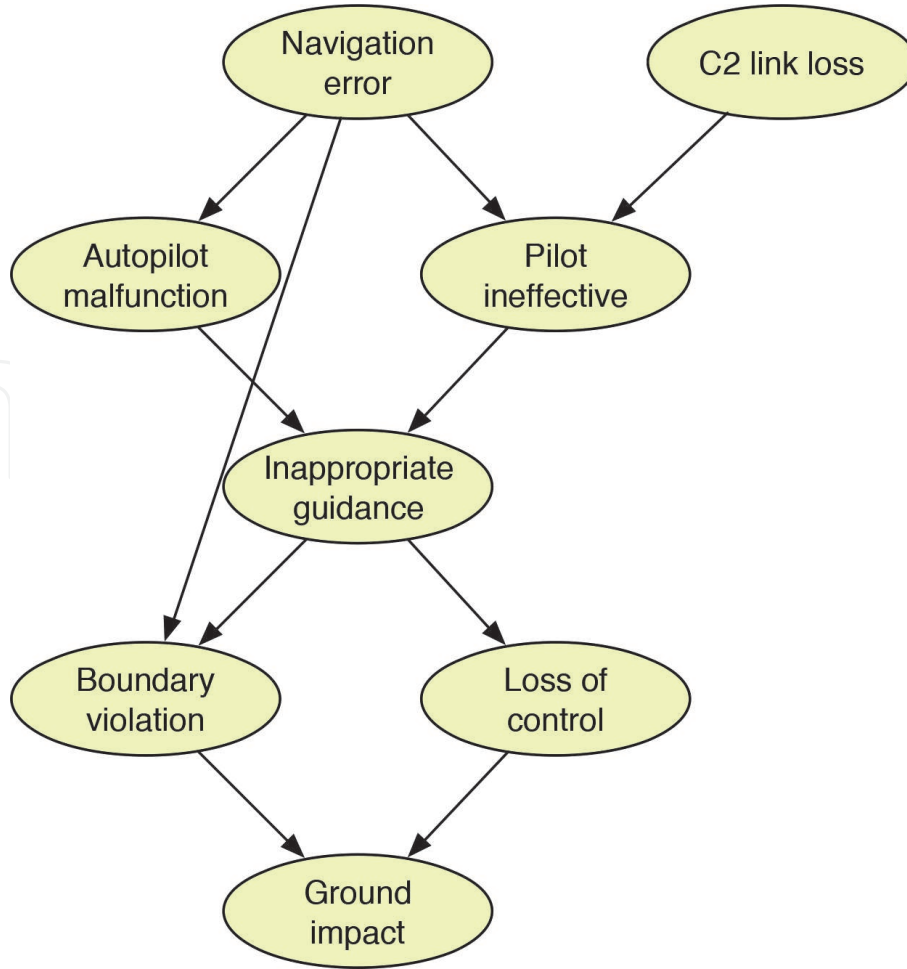 Navigation
error
C2 link loss
Autopilot
malfunction
Pilot
ineffective
Inappropriate
guidance
Boundary
violation
Loss of
control
Ground
impact